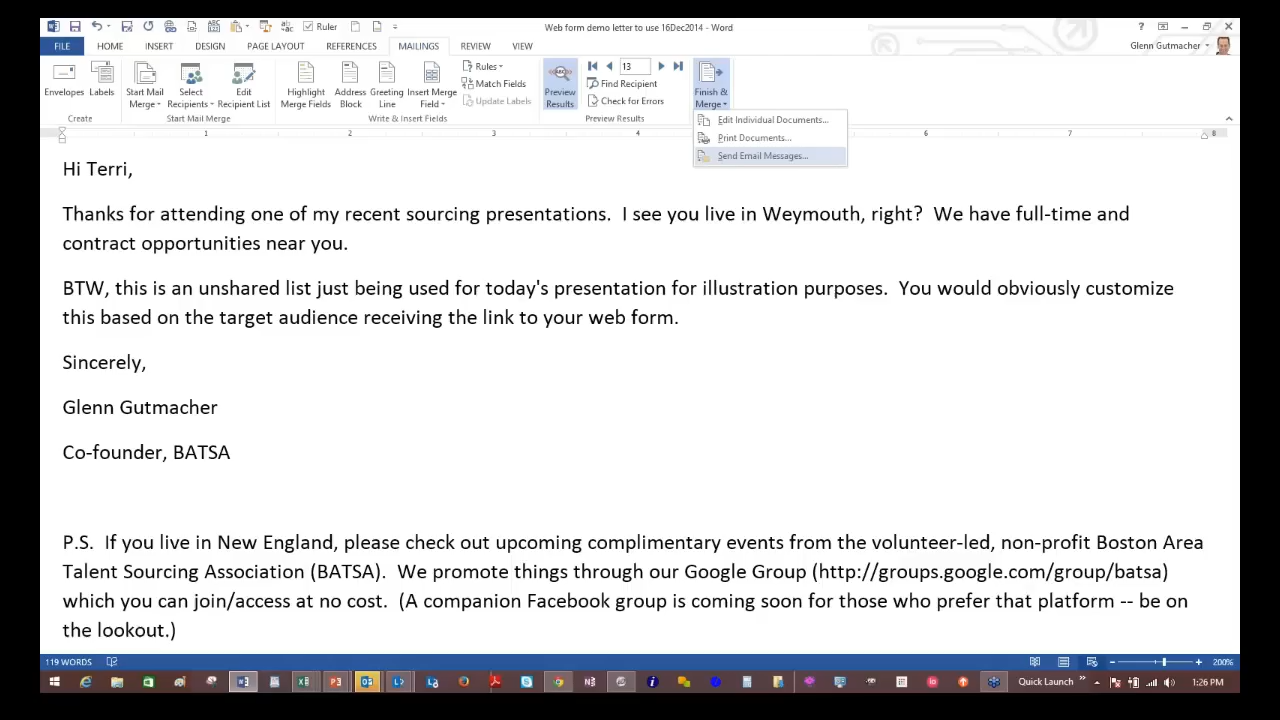 Ruler
Web form demo letter to use 16Dec2014 - Word
FILE HOME INSERT DESIGN PAGE LAYOUT REFERENCES MAILINGS REVIEW VIEW
Glenn Gutmacher
Envelopes Labels
Create
Start Mail Merge
Select Recipients
Edit Recipient List
Start Mail Merge
Highlight Merge Fields
Address Block
Greeting Line
Insert Merge Field
Rules
Match Fields
Update Labels
Write & Insert Fields
Preview Results
13
Find Recipient
Check for Errors
Preview Results
Finish & Merge
Edit Individual Documents...
Print Documents...
Send Email Messages...
1 2 3 4 6 7 8
Hi Terri,
Thanks for attending one of my recent sourcing presentations. I see you live in Weymouth, right? We have full-time and
contract opportunities near you.
BTW, this is an unshared list just being used for today's presentation for illustration purposes. You would obviously customize
this based on the target audience receiving the link to your web form.
Sincerely,
Glenn Gutmacher
Co-founder, BATSA
P.S. If you live in New England, please check out upcoming complimentary events from the volunteer-led, non-profit Boston Area
Talent Sourcing Association (BATSA). We promote things through our Google Group (http://groups.google.com/group/batsa)
which you can join/access at no cost. (A companion Facebook group is coming soon for those who prefer that platform -- be on
the lookout.)
119 WORDS
200%
Quick Launch
1:26 PM